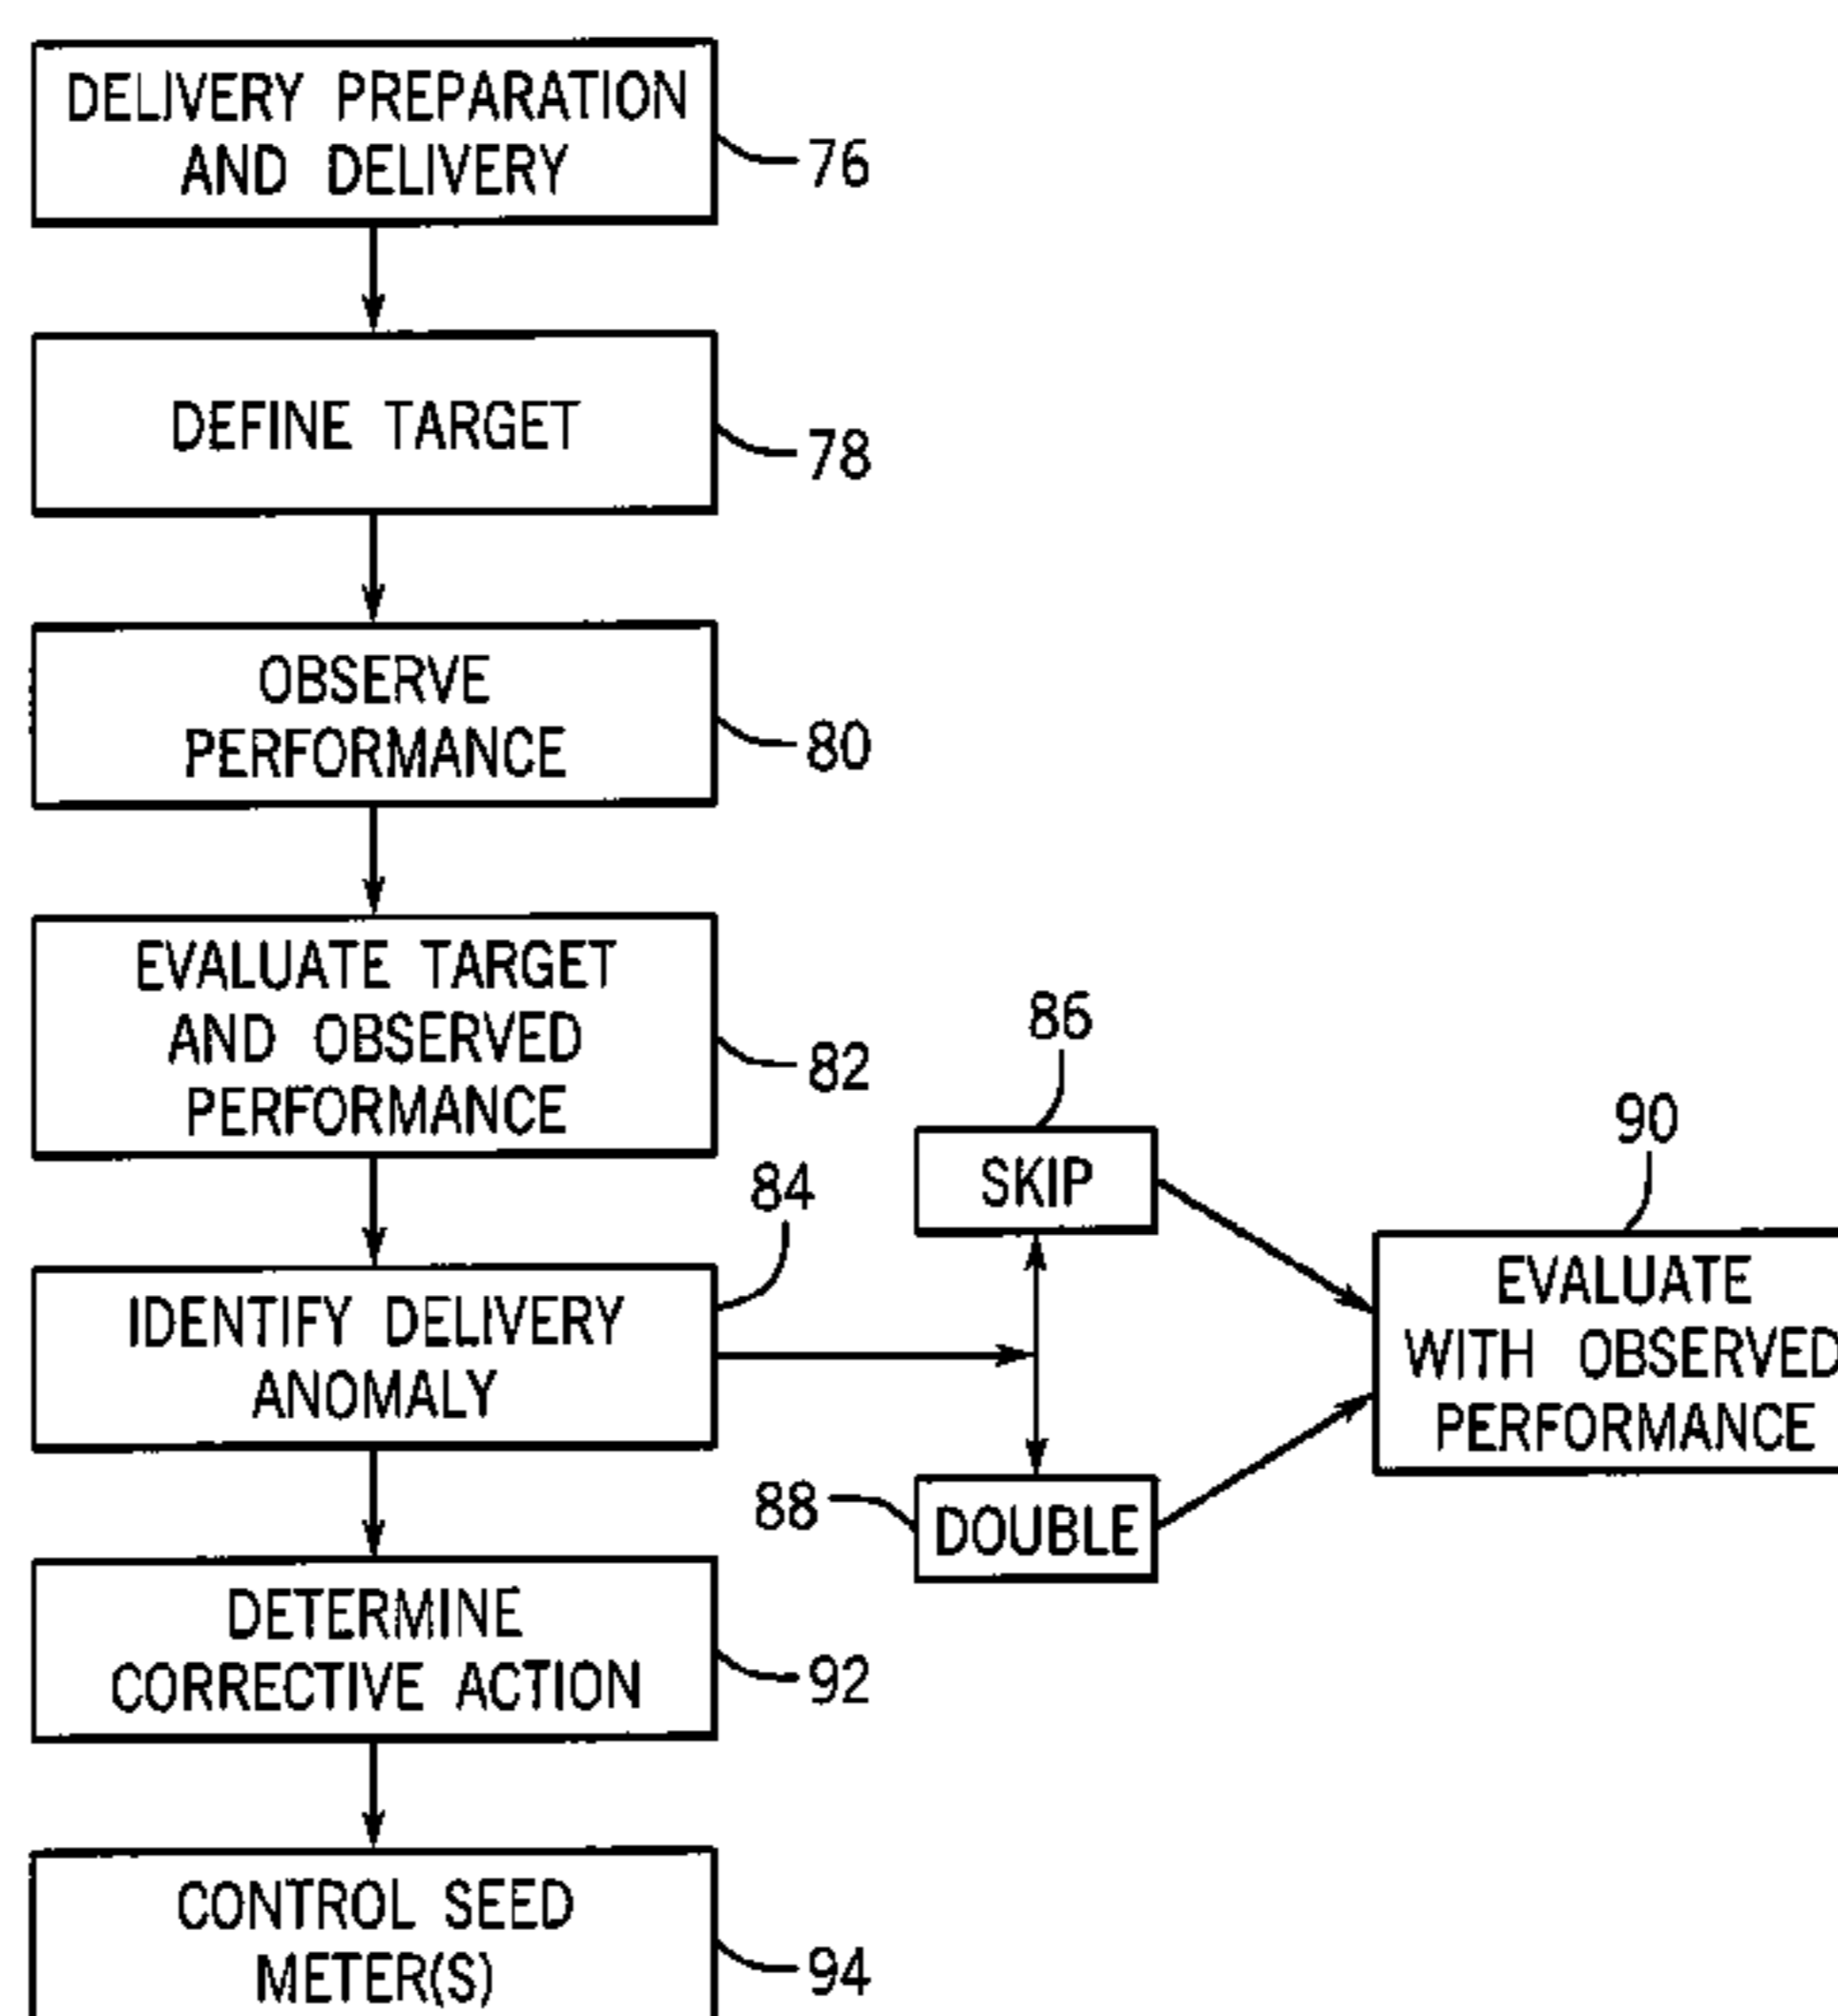 DELIVERY PREPARATION
AND DELIVERY
76
DEFINE TARGET
78
OBSERVE
PERFORMANCE
80
EVALUATE TARGET
AND OBSERVED
PERFORMANCE
82
84
IDENTIFY DELIVERY
ANOMALY
86
SKIP
88
DOUBLE
90
EVALUATE
WITH OBSERVED
PERFORMANCE
DETERMINE
CORRECTIVE ACTION
92
CONTROL SEED
METER(S)
94